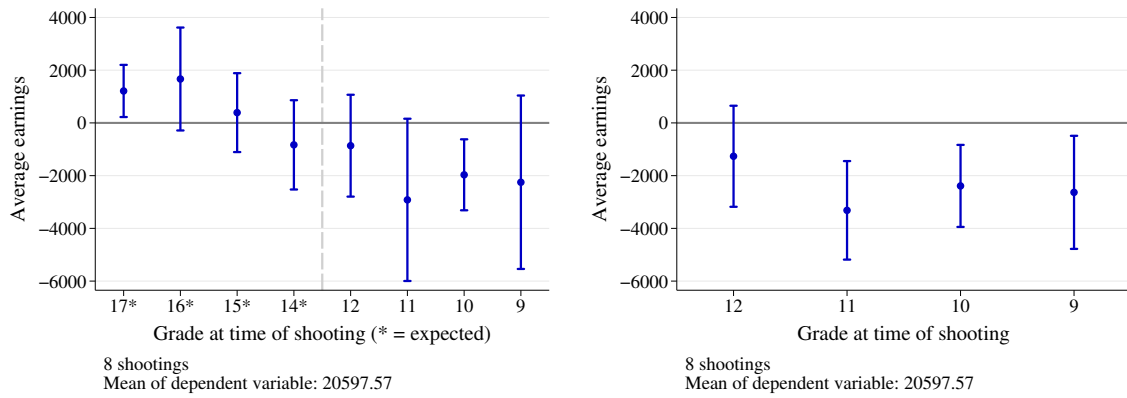 4000
2000
0
−2000
−4000
−6000
Average earnings
17* 16* 15* 14* 12 11 10 9
Grade at time of shooting (* = expected)
8 shootings
Mean of dependent variable: 20597.57
4000
2000
0
−2000
−4000
−6000
Average earnings
12 11 10 9
Grade at time of shooting
8 shootings
Mean of dependent variable: 20597.57